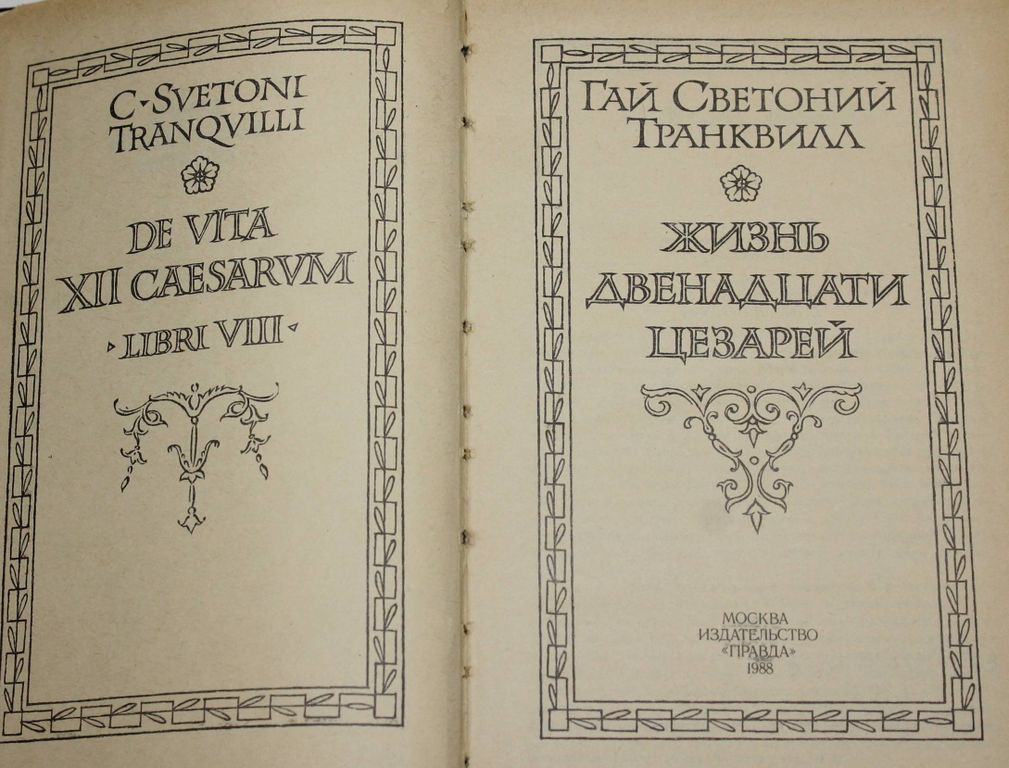 C·SVETONI
TRANQVILLI
DE VITA
XII CAESARVM
LIBRI VIII
ГАЙ СВЕТОНИЙ
ТРАНКВИЛЛ
ЖИЗНЬ
ДВЕНАДЦАТИ
ЦЕЗАРЕЙ
МОСКВА
ИЗДАТЕЛЬСТВО
«ПРАВДА»
1988